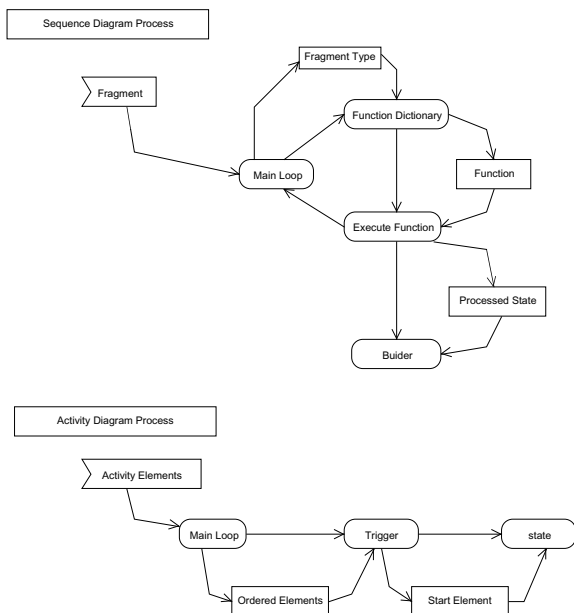 Sequence Diagram Process
Fragment Type
Fragment
Function Dictionary
Main Loop
Function
Execute Function
Processed State
Buider
Activity Diagram Process
Activity Elements
Main Loop
Trigger
state
Ordered Elements
Start Element